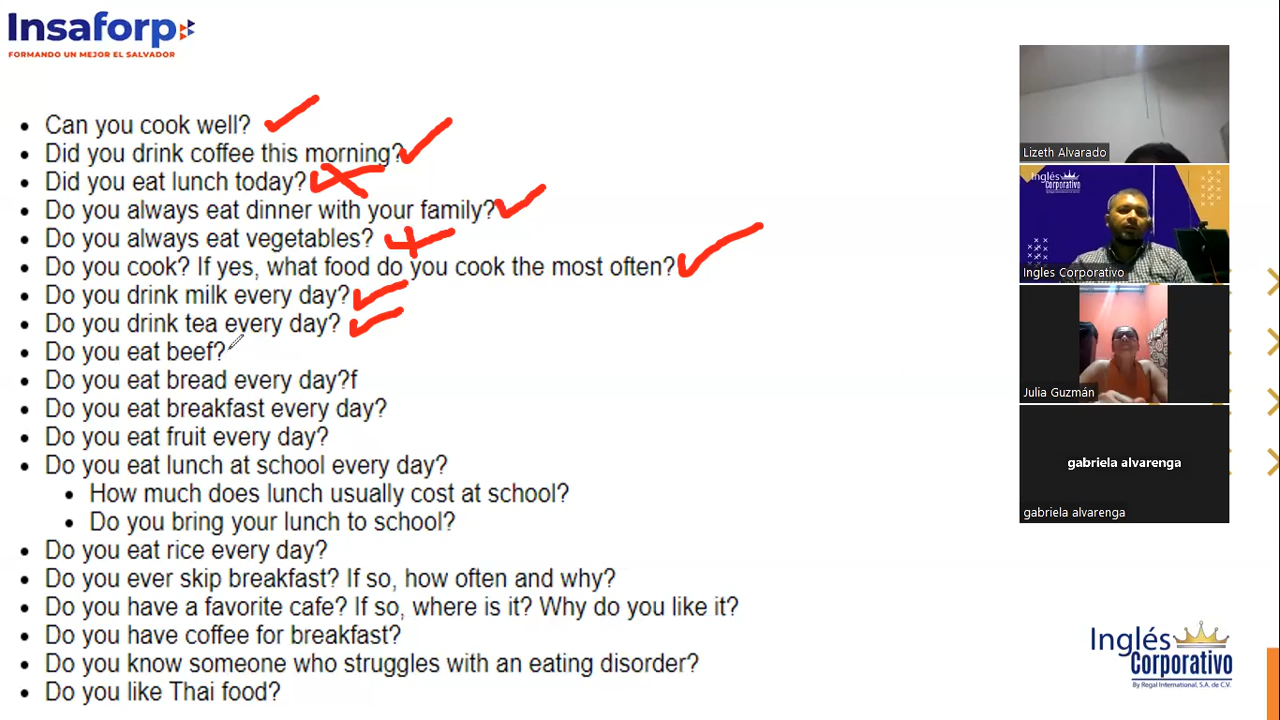 Insaforp
FORMANDO UN MEJOR EL SALVADOR
Can you cook well?
Did you drink coffee this morning?
Did you eat lunch today?
Do you always eat dinner with your family?
Do you always eat vegetables?
Do you cook? If yes, what food do you cook the most often?
Do you drink milk every day?
Do you drink tea every day?
Do you eat beef?
Do you eat bread every day?f
Do you eat breakfast every day?
Do you eat fruit every day?
Do you eat lunch at school every day?
How much does lunch usually cost at school?
Do you bring your lunch to school?
Do you eat rice every day?
Do you ever skip breakfast? If so, how often and why?
Do you have a favorite cafe? If so, where is it? Why do you like it?
Do you have coffee for breakfast?
Do you know someone who struggles with an eating disorder?
Do you like Thai food?
Lizeth Alvarado
Inglés
Corporativo
Ingles Corporativo
Julia Guzmán
gabriela alvarenga
gabriela alvarenga
Inglés
Corporativo
By Regal International, S.A. de C.V.